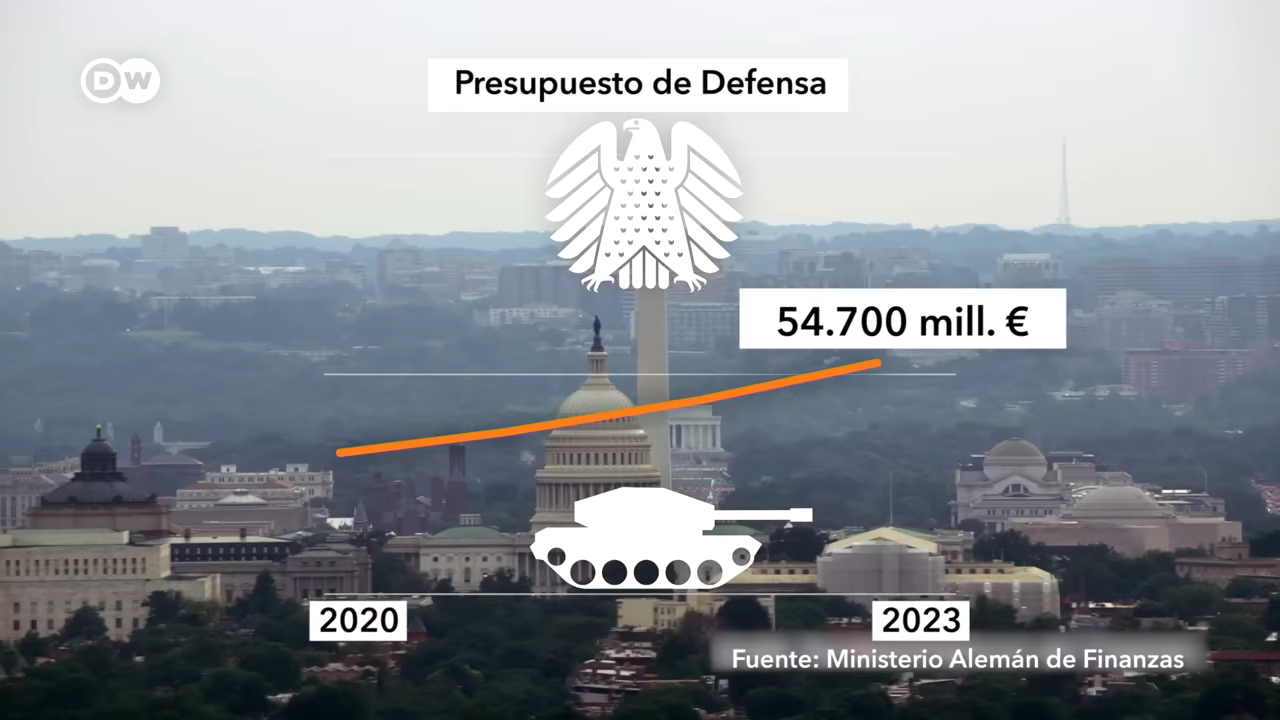 DW
Presupuesto de Defensa
54.700 mill. €
2020
2023
Fuente: Ministerio Alemán de Finanzas